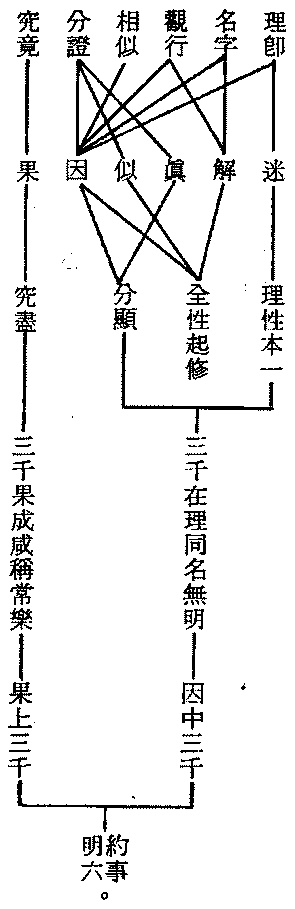 理卽
名字
觀行
相似
分證
究竟
迷
解
眞
似
因
果
理性本一
全性起修
分顯
究盡
三千在理同名無明
三千果成咸稱常樂
因中三千
果上三千
約事
明六。